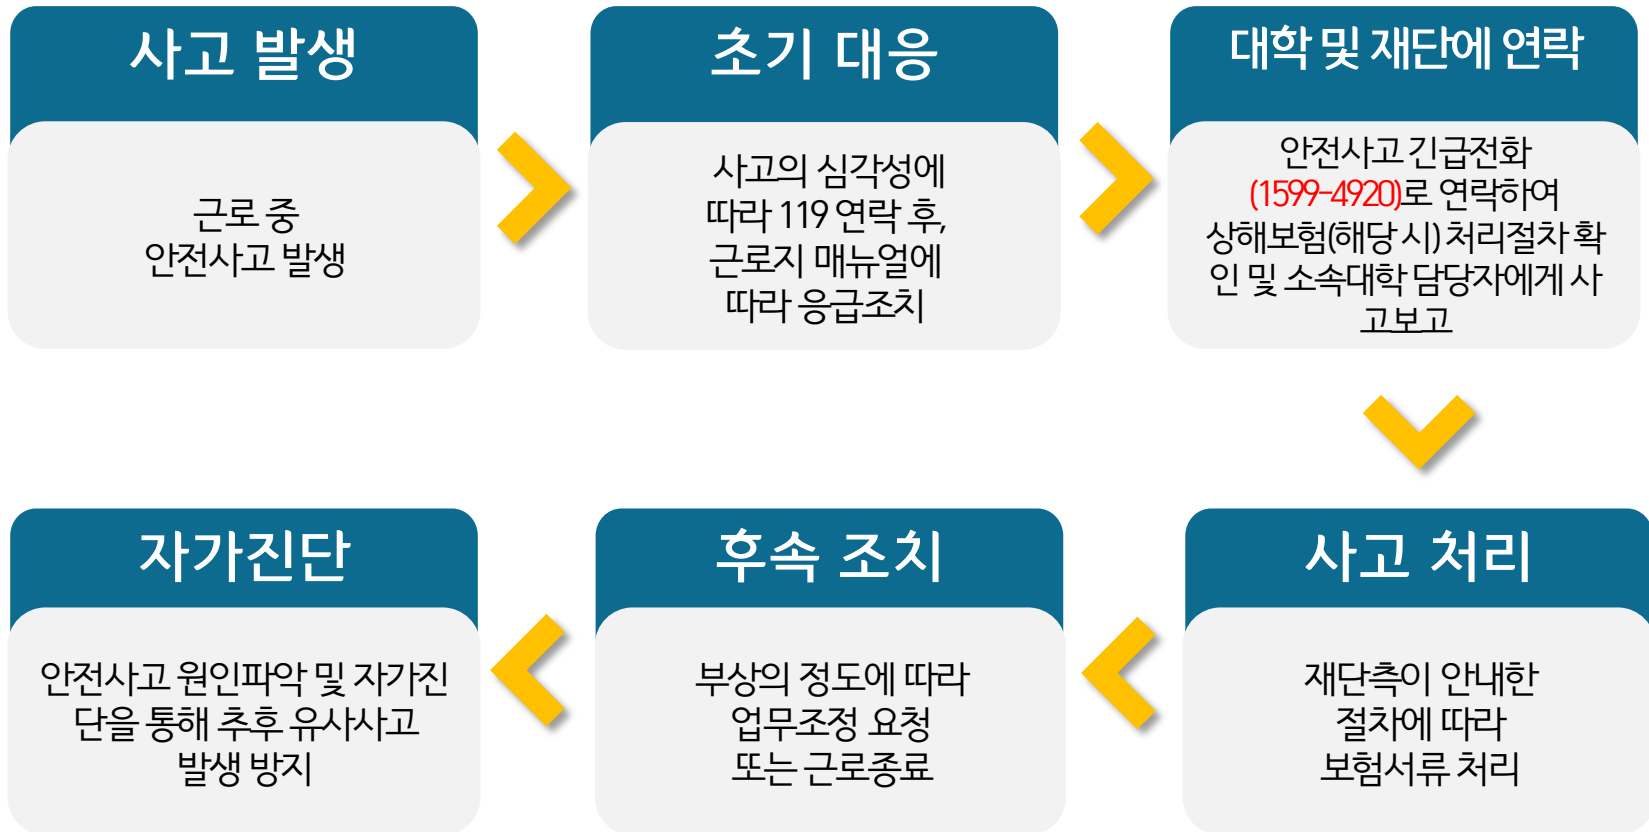 사고 발생
근로 중
안전사고 발생
초기 대응
사고의 심각성에
따라 119 연락 후,
근로지 매뉴얼에
따라 응급조치
대학 및 재단에 연락
안전사고 긴급전화
(1599-4920)로 연락하여
상해보험(해당 시) 처리절차 확
인 및 소속대학 담당자에게 사
고보고
사고 처리
재단측이 안내한
절차에 따라
보험서류 처리
후속 조치
부상의 정도에 따라
업무조정 요청
또는 근로종료
자가진단
안전사고 원인파악 및 자가진
단을 통해 추후 유사사고
발생 방지